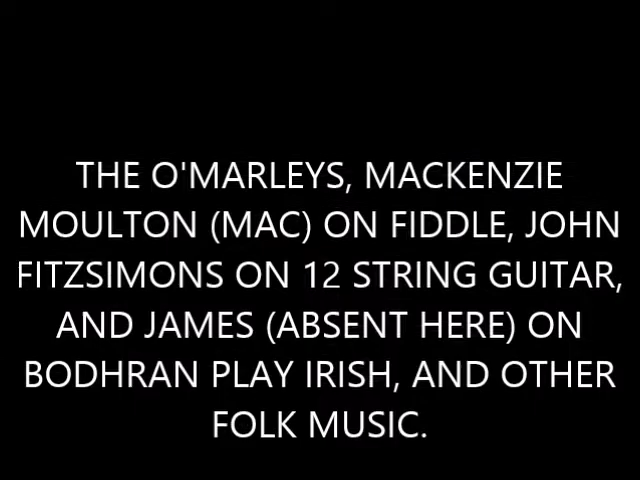 THE O'MARLEYS, MACKENZIE
MOULTON (MAC) ON FIDDLE, JOHN
FITZSIMONS ON 12 STRING GUITAR,
AND JAMES (ABSENT HERE) ON
BODHRAN PLAY IRISH, AND OTHER
FOLK MUSIC.